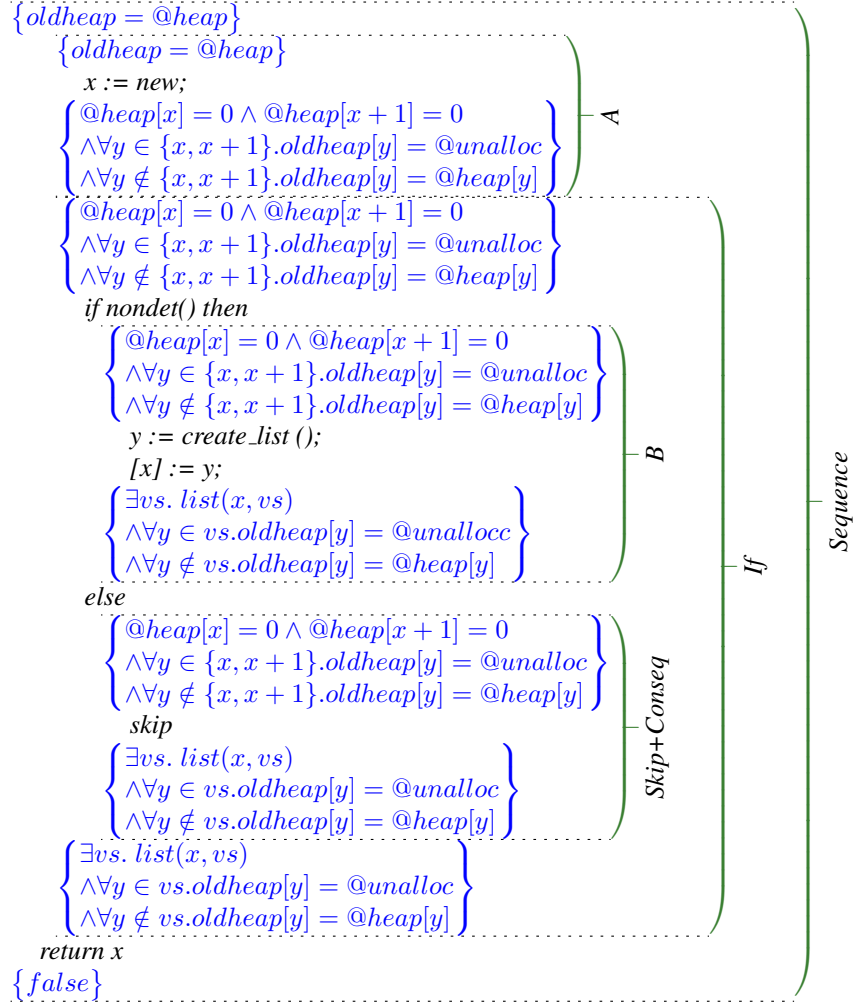 {oldheap = @heap}
{oldheap = @heap}
x := new;
@heap[x] = 0 ∧ @heap[x + 1] = 0
∧∀y ∈ {x, x + 1}.oldheap[y] = @unalloc
∧∀y ∉ {x, x + 1}.oldheap[y] = @heap[y]
A
@heap[x] = 0 ∧ @heap[x + 1] = 0
∧∀y ∈ {x, x + 1}.oldheap[y] = @unalloc
∧∀y ∉ {x, x + 1}.oldheap[y] = @heap[y]
if nondet() then
@heap[x] = 0 ∧ @heap[x + 1] = 0
∧∀y ∈ {x, x + 1}.oldheap[y] = @unalloc
∧∀y ∉ {x, x + 1}.oldheap[y] = @heap[y]
y := create_list ();
[x] := y;
∃vs. list(x, vs)
∧∀y ∈ vs.oldheap[y] = @unallocc
∧∀y ∉ vs.oldheap[y] = @heap[y]
B
else
@heap[x] = 0 ∧ @heap[x + 1] = 0
∧∀y ∈ {x, x + 1}.oldheap[y] = @unalloc
∧∀y ∉ {x, x + 1}.oldheap[y] = @heap[y]
skip
∃vs. list(x, vs)
∧∀y ∈ vs.oldheap[y] = @unalloc
∧∀y ∉ vs.oldheap[y] = @heap[y]
Skip+Conseq
∃vs. list(x, vs)
∧∀y ∈ vs.oldheap[y] = @unalloc
∧∀y ∉ vs.oldheap[y] = @heap[y]
If
return x
{false}
Sequence